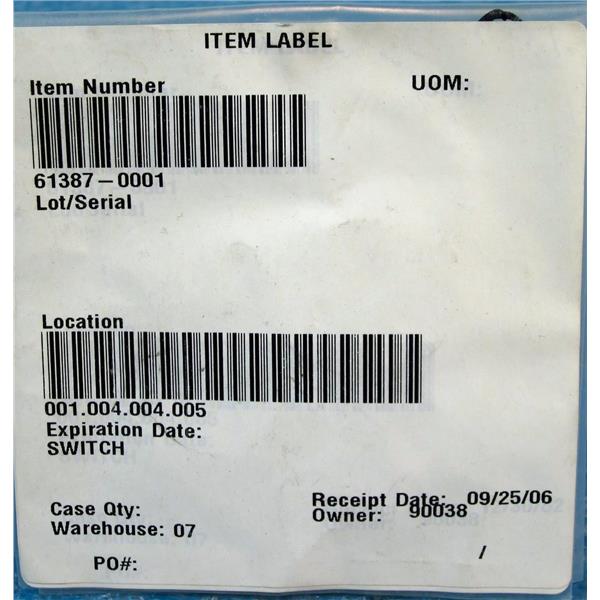 ITEM LABEL
Item Number UOM:
61387-0001
Lot/Serial
Location
001.004.004.005
Expiration Date:
SWITCH
Case Qty: Receipt Date: 09/25/06
Warehouse: 07 Owner: 90038
PO#: /